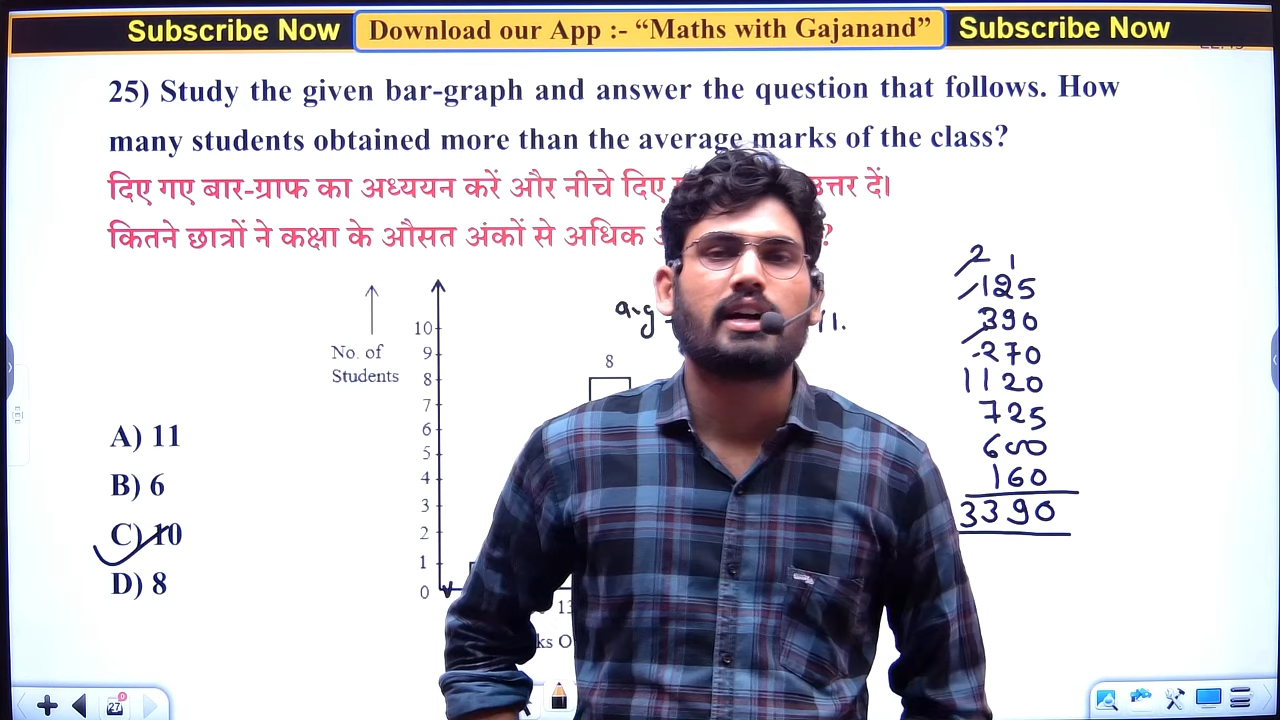 Subscribe Now
Download our App :- “Maths with Gajanand”
Subscribe Now
25) Study the given bar-graph and answer the question that follows. How
many students obtained more than the average marks of the class?
दिए गए बार-ग्राफ का अध्ययन करें और नीचे दिए उत्तर दें।
कितने छात्रों ने कक्षा के औसत अंकों से अधिक ?
No. of
Students
10
9
8
7
6
5
4
3
2
1
0
8
13
A) 11
B) 6
C) 10
D) 8
avg
2 1
125
390
270
1120
725
600
160
3390
27